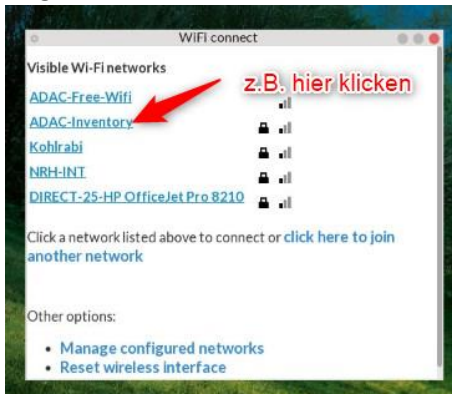 WiFi connect
Visible Wi-Fi networks
z.B. hier klicken
ADAC-Free-Wifi
ADAC-Inventory
Kohlrabi
NRH-INT
DIRECT-25-HP OfficeJet Pro 8210
Click a network listed above to connect or click here to join
another network
Other options:
• Manage configured networks
• Reset wireless interface